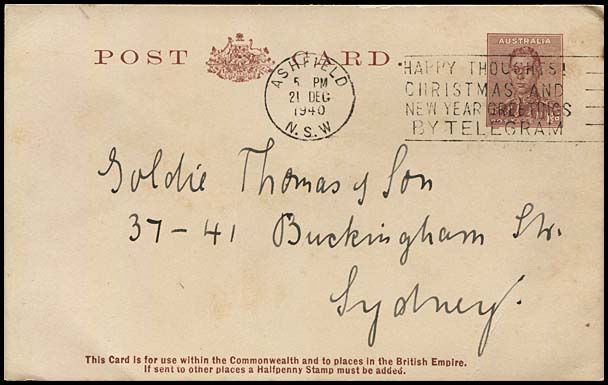 POST CARD.
AUSTRALIA
ASHFIELD
5 PM
21 DEC
1940
N.S.W
HAPPY THOUGHTS!
CHRISTMAS AND
NEW YEAR GREETINGS
BY TELEGRAM
Goldie Thomas & Son
37-41 Buckingham St.
Sydney.
This Card is for use within the Commonwealth and to places in the British Empire.
If sent to other places a Halfpenny Stamp must be added.